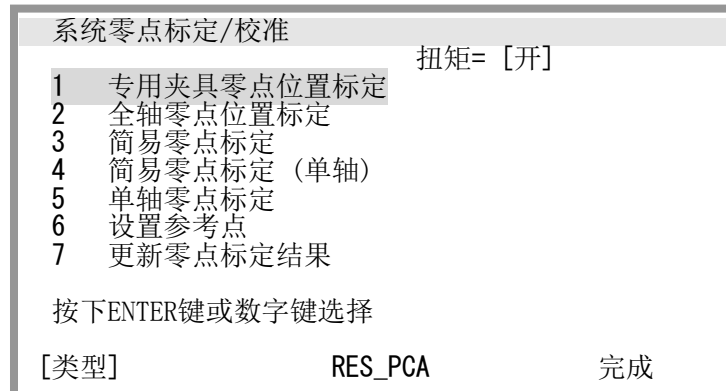 系统零点标定/校准
扭矩= [开]
1 专用夹具零点位置标定
2 全轴零点位置标定
3 简易零点标定
4 简易零点标定 (单轴)
5 单轴零点标定
6 设置参考点
7 更新零点标定结果
按下ENTER键或数字键选择
[类型] RES_PCA 完成